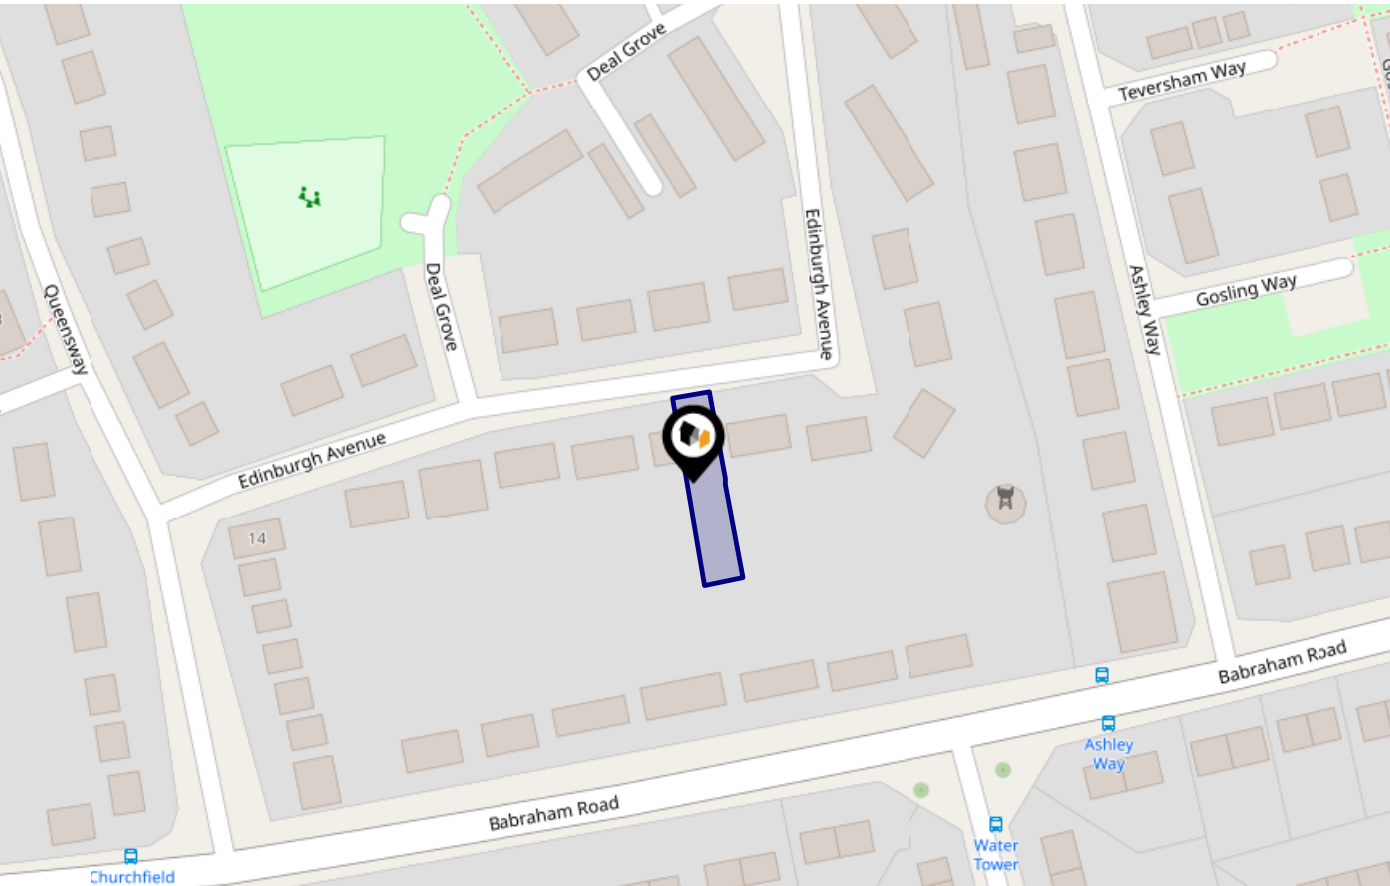 Deal Grove
Teversham Way
Edinburgh Avenue
Queensway
Deal Grove
Ashley Way
Gosling Way
Edinburgh Avenue
14
Babraham Road
Ashley
Way
Babraham Road
Water
Tower
Churchfield